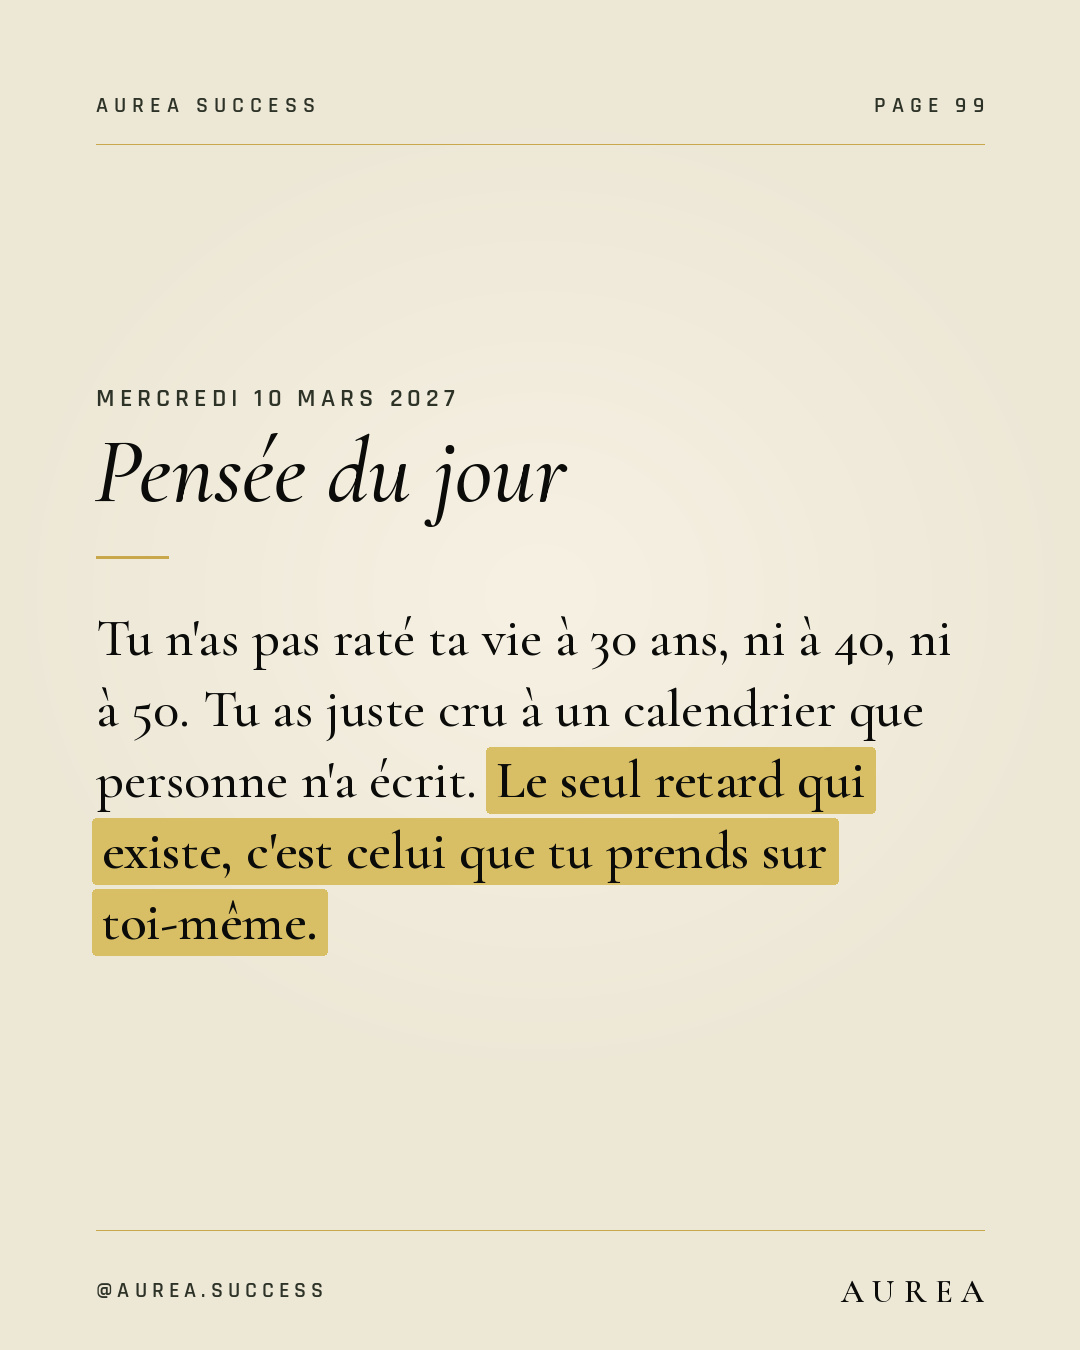 AUREA SUCCESS
PAGE 99
MERCREDI 10 MARS 2027
Pensée du jour
Tu n'as pas raté ta vie à 30 ans, ni à 40, ni
à 50. Tu as juste cru à un calendrier que
personne n'a écrit. Le seul retard qui
existe, c'est celui que tu prends sur
toi-même.
@AUREA.SUCCESS
AUREA